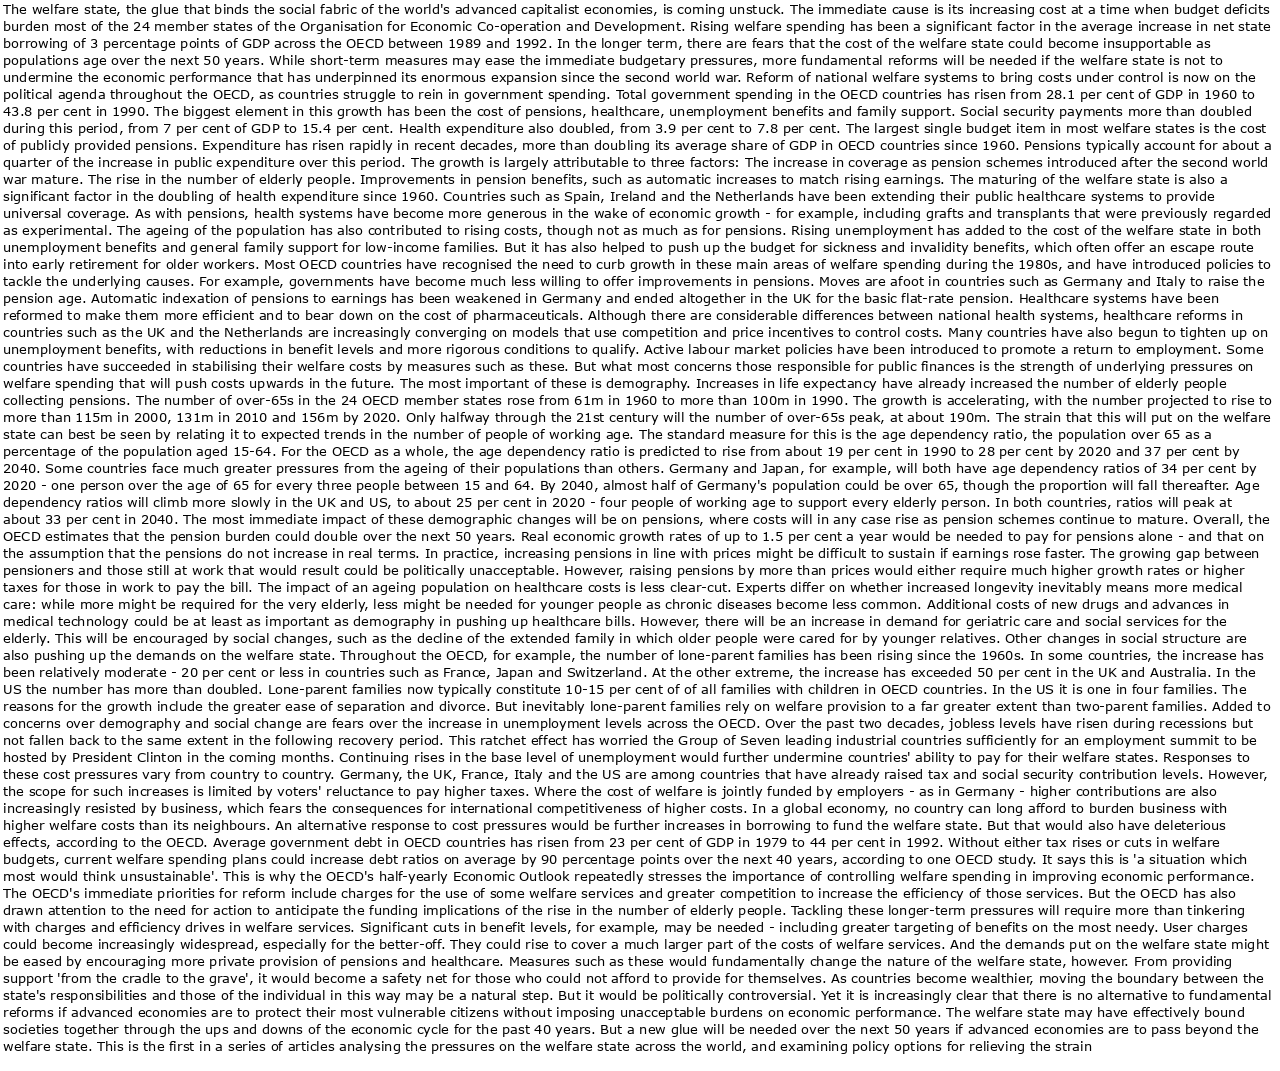 The welfare state, the glue that binds the social fabric of the world's advanced capitalist economies, is coming unstuck. The immediate cause is its increasing cost at a time when budget deficits
burden most of the 24 member states of the Organisation for Economic Co-operation and Development. Rising welfare spending has been a significant factor in the average increase in net state
borrowing of 3 percentage points of GDP across the OECD between 1989 and 1992. In the longer term, there are fears that the cost of the welfare state could become insupportable as
populations age over the next 50 years. While short-term measures may ease the immediate budgetary pressures, more fundamental reforms will be needed if the welfare state is not to
undermine the economic performance that has underpinned its enormous expansion since the second world war. Reform of national welfare systems to bring costs under control is now on the
political agenda throughout the OECD, as countries struggle to rein in government spending. Total government spending in the OECD countries has risen from 28.1 per cent of GDP in 1960 to
43.8 per cent in 1990. The biggest element in this growth has been the cost of pensions, healthcare, unemployment benefits and family support. Social security payments more than doubled
during this period, from 7 per cent of GDP to 15.4 per cent. Health expenditure also doubled, from 3.9 per cent to 7.8 per cent. The largest single budget item in most welfare states is the cost
of publicly provided pensions. Expenditure has risen rapidly in recent decades, more than doubling its average share of GDP in OECD countries since 1960. Pensions typically account for about a
quarter of the increase in public expenditure over this period. The growth is largely attributable to three factors: The increase in coverage as pension schemes introduced after the second world
war mature. The rise in the number of elderly people. Improvements in pension benefits, such as automatic increases to match rising earnings. The maturing of the welfare state is also a
significant factor in the doubling of health expenditure since 1960. Countries such as Spain, Ireland and the Netherlands have been extending their public healthcare systems to provide
universal coverage. As with pensions, health systems have become more generous in the wake of economic growth - for example, including grafts and transplants that were previously regarded
as experimental. The ageing of the population has also contributed to rising costs, though not as much as for pensions. Rising unemployment has added to the cost of the welfare state in both
unemployment benefits and general family support for low-income families. But it has also helped to push up the budget for sickness and invalidity benefits, which often offer an escape route
into early retirement for older workers. Most OECD countries have recognised the need to curb growth in these main areas of welfare spending during the 1980s, and have introduced policies to
tackle the underlying causes. For example, governments have become much less willing to offer improvements in pensions. Moves are afoot in countries such as Germany and Italy to raise the
pension age. Automatic indexation of pensions to earnings has been weakened in Germany and ended altogether in the UK for the basic flat-rate pension. Healthcare systems have been
reformed to make them more efficient and to bear down on the cost of pharmaceuticals. Although there are considerable differences between national health systems, healthcare reforms in
countries such as the UK and the Netherlands are increasingly converging on models that use competition and price incentives to control costs. Many countries have also begun to tighten up on
unemployment benefits, with reductions in benefit levels and more rigorous conditions to qualify. Active labour market policies have been introduced to promote a return to employment. Some
countries have succeeded in stabilising their welfare costs by measures such as these. But what most concerns those responsible for public finances is the strength of underlying pressures on
welfare spending that will push costs upwards in the future. The most important of these is demography. Increases in life expectancy have already increased the number of elderly people
collecting pensions. The number of over-65s in the 24 OECD member states rose from 61m in 1960 to more than 100m in 1990. The growth is accelerating, with the number projected to rise to
more than 115m in 2000, 131m in 2010 and 156m by 2020. Only halfway through the 21st century will the number of over-65s peak, at about 190m. The strain that this will put on the welfare
state can best be seen by relating it to expected trends in the number of people of working age. The standard measure for this is the age dependency ratio, the population over 65 as a
percentage of the population aged 15-64. For the OECD as a whole, the age dependency ratio is predicted to rise from about 19 per cent in 1990 to 28 per cent by 2020 and 37 per cent by
2040. Some countries face much greater pressures from the ageing of their populations than others. Germany and Japan, for example, will both have age dependency ratios of 34 per cent by
2020 - one person over the age of 65 for every three people between 15 and 64. By 2040, almost half of Germany's population could be over 65, though the proportion will fall thereafter. Age
dependency ratios will climb more slowly in the UK and US, to about 25 per cent in 2020 - four people of working age to support every elderly person. In both countries, ratios will peak at
about 33 per cent in 2040. The most immediate impact of these demographic changes will be on pensions, where costs will in any case rise as pension schemes continue to mature. Overall, the
OECD estimates that the pension burden could double over the next 50 years. Real economic growth rates of up to 1.5 per cent a year would be needed to pay for pensions alone - and that on
the assumption that the pensions do not increase in real terms. In practice, increasing pensions in line with prices might be difficult to sustain if earnings rose faster. The growing gap between
pensioners and those still at work that would result could be politically unacceptable. However, raising pensions by more than prices would either require much higher growth rates or higher
taxes for those in work to pay the bill. The impact of an ageing population on healthcare costs is less clear-cut. Experts differ on whether increased longevity inevitably means more medical
care: while more might be required for the very elderly, less might be needed for younger people as chronic diseases become less common. Additional costs of new drugs and advances in
medical technology could be at least as important as demography in pushing up healthcare bills. However, there will be an increase in demand for geriatric care and social services for the
elderly. This will be encouraged by social changes, such as the decline of the extended family in which older people were cared for by younger relatives. Other changes in social structure are
also pushing up the demands on the welfare state. Throughout the OECD, for example, the number of lone-parent families has been rising since the 1960s. In some countries, the increase has
been relatively moderate - 20 per cent or less in countries such as France, Japan and Switzerland. At the other extreme, the increase has exceeded 50 per cent in the UK and Australia. In the
US the number has more than doubled. Lone-parent families now typically constitute 10-15 per cent of of all families with children in OECD countries. In the US it is one in four families. The
reasons for the growth include the greater ease of separation and divorce. But inevitably lone-parent families rely on welfare provision to a far greater extent than two-parent families. Added to
concerns over demography and social change are fears over the increase in unemployment levels across the OECD. Over the past two decades, jobless levels have risen during recessions but
not fallen back to the same extent in the following recovery period. This ratchet effect has worried the Group of Seven leading industrial countries sufficiently for an employment summit to be
hosted by President Clinton in the coming months. Continuing rises in the base level of unemployment would further undermine countries' ability to pay for their welfare states. Responses to
these cost pressures vary from country to country. Germany, the UK, France, Italy and the US are among countries that have already raised tax and social security contribution levels. However,
the scope for such increases is limited by voters' reluctance to pay higher taxes. Where the cost of welfare is jointly funded by employers - as in Germany - higher contributions are also
increasingly resisted by business, which fears the consequences for international competitiveness of higher costs. In a global economy, no country can long afford to burden business with
higher welfare costs than its neighbours. An alternative response to cost pressures would be further increases in borrowing to fund the welfare state. But that would also have deleterious
effects, according to the OECD. Average government debt in OECD countries has risen from 23 per cent of GDP in 1979 to 44 per cent in 1992. Without either tax rises or cuts in welfare
budgets, current welfare spending plans could increase debt ratios on average by 90 percentage points over the next 40 years, according to one OECD study. It says this is 'a situation which
most would think unsustainable'. This is why the OECD's half-yearly Economic Outlook repeatedly stresses the importance of controlling welfare spending in improving economic performance.
The OECD's immediate priorities for reform include charges for the use of some welfare services and greater competition to increase the efficiency of those services. But the OECD has also
drawn attention to the need for action to anticipate the funding implications of the rise in the number of elderly people. Tackling these longer-term pressures will require more than tinkering
with charges and efficiency drives in welfare services. Significant cuts in benefit levels, for example, may be needed - including greater targeting of benefits on the most needy. User charges
could become increasingly widespread, especially for the better-off. They could rise to cover a much larger part of the costs of welfare services. And the demands put on the welfare state might
be eased by encouraging more private provision of pensions and healthcare. Measures such as these would fundamentally change the nature of the welfare state, however. From providing
support 'from the cradle to the grave', it would become a safety net for those who could not afford to provide for themselves. As countries become wealthier, moving the boundary between the
state's responsibilities and those of the individual in this way may be a natural step. But it would be politically controversial. Yet it is increasingly clear that there is no alternative to fundamental
reforms if advanced economies are to protect their most vulnerable citizens without imposing unacceptable burdens on economic performance. The welfare state may have effectively bound
societies together through the ups and downs of the economic cycle for the past 40 years. But a new glue will be needed over the next 50 years if advanced economies are to pass beyond the
welfare state. This is the first in a series of articles analysing the pressures on the welfare state across the world, and examining policy options for relieving the strain